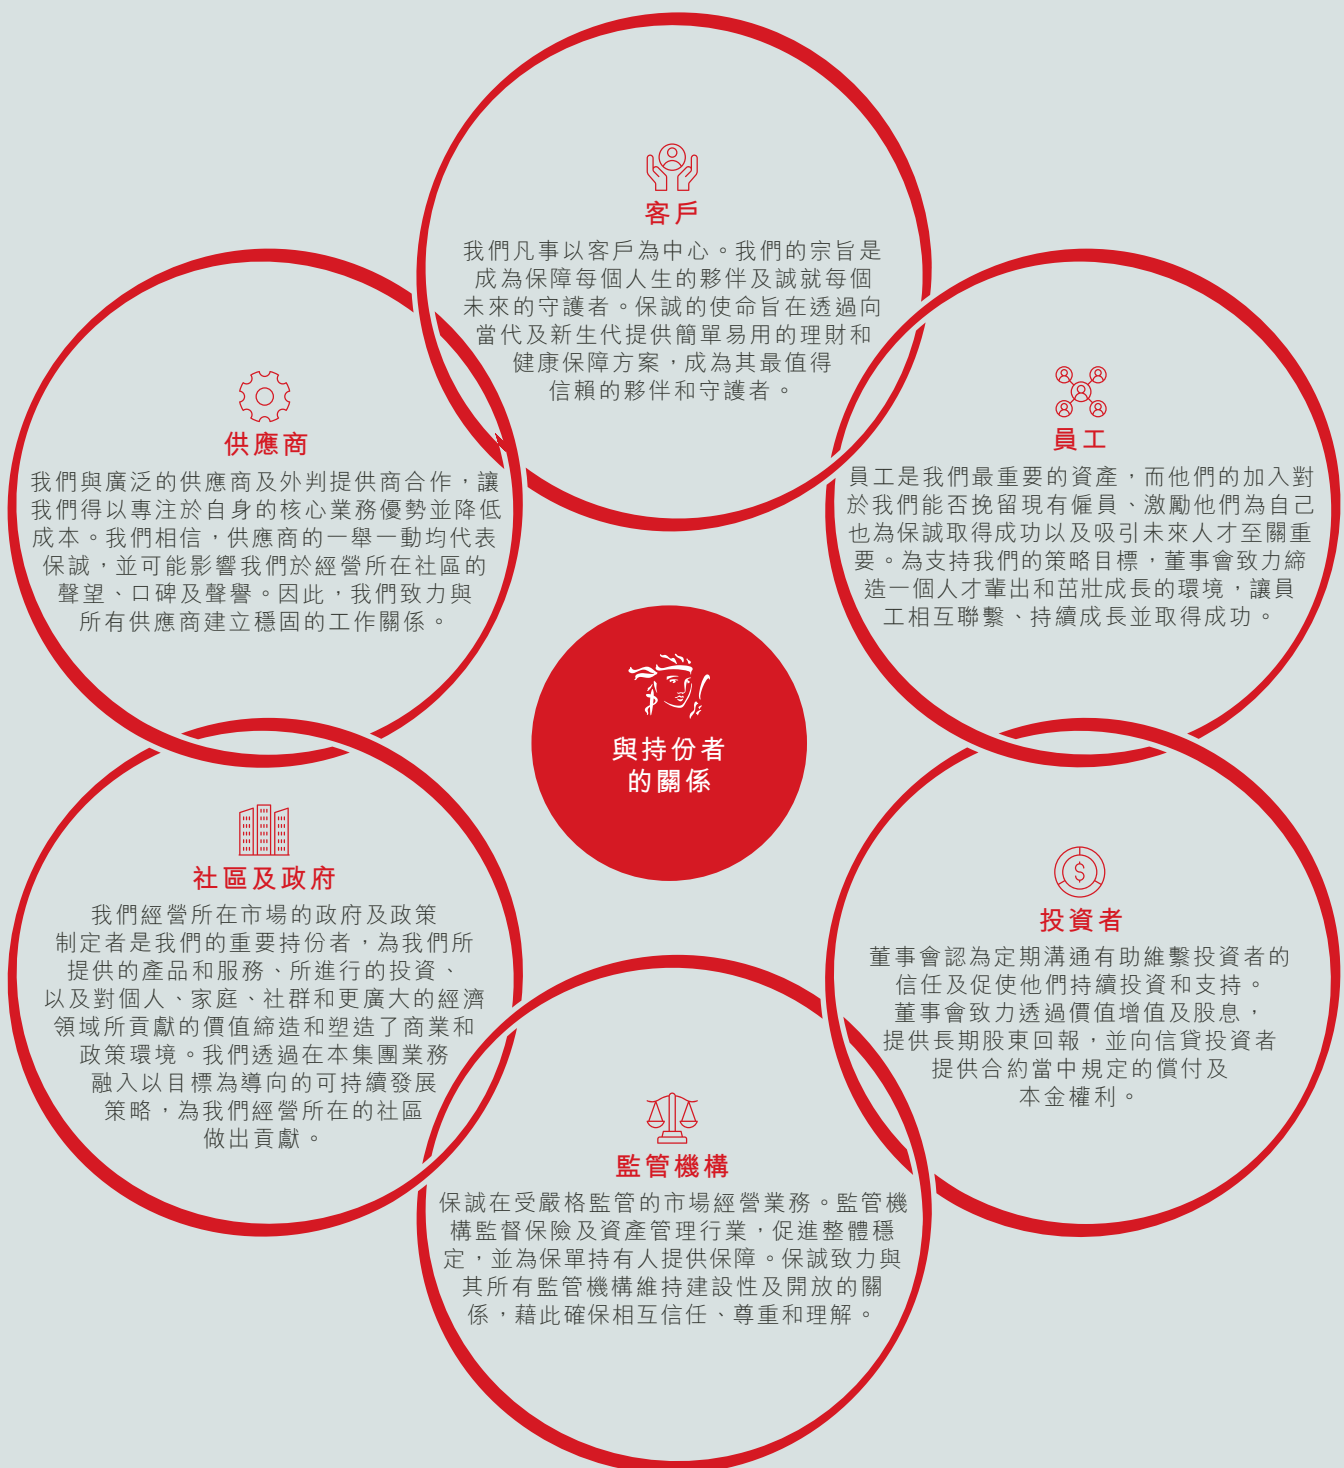 客戶
我們凡事以客戶為中心。我們的宗旨是
成為保障每個人生的夥伴及誠就每個
未來的守護者。保誠的使命旨在透過向
當代及新生代提供簡單易用的理財和
健康保障方案，成為其最值得
信賴的夥伴和守護者。
供應商
我們與廣泛的供應商及外判提供商合作，讓
我們得以專注於自身的核心業務優勢並降低
成本。我們相信，供應商的一舉一動均代表
保誠，並可能影響我們於經營所在社區的
聲望、口碑及聲譽。因此，我們致力與
所有供應商建立穩固的工作關係。
員工
員工是我們最重要的資產，而他們的加入對
於我們能否挽留現有僱員、激勵他們為自己
也為保誠取得成功以及吸引未來人才至關重
要。為支持我們的策略目標，董事會致力締
造一個人才輩出和茁壯成長的環境，讓員
工相互聯繫、持續成長並取得成功。
與持份者
的關係
社區及政府
我們經營所在市場的政府及政策
制定者是我們的重要持份者，為我們所
提供的產品和服務、所進行的投資、
以及對個人、家庭、社群和更廣大的經濟
領域所貢獻的價值締造和塑造了商業和
政策環境。我們透過在本集團業務
融入以目標為導向的可持續發展
策略，為我們經營所在的社區
做出貢獻。
投資者
董事會認為定期溝通有助維繫投資者的
信任及促使他們持續投資和支持。
董事會致力透過價值增值及股息，
提供長期股東回報，並向信貸投資者
提供合約當中規定的償付及
本金權利。
監管機構
保誠在受嚴格監管的市場經營業務。監管機
構監督保險及資產管理行業，促進整體穩
定，並為保單持有人提供保障。保誠致力與
其所有監管機構維持建設性及開放的關
係，藉此確保相互信任、尊重和理解。